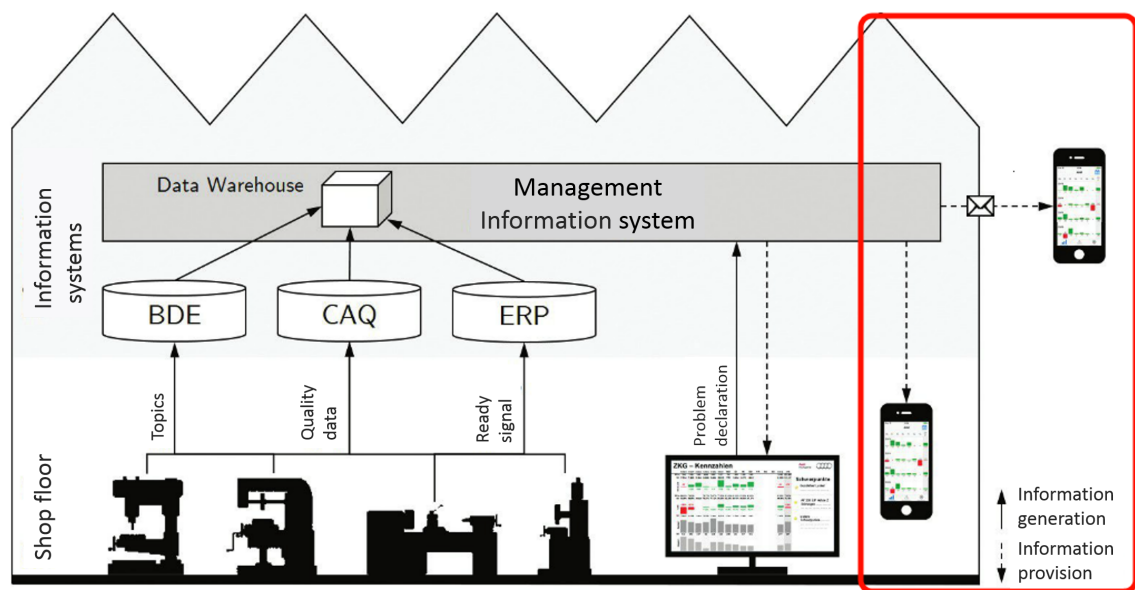 Data Warehouse
Management
Information system
Information
systems
BDE
CAQ
ERP
Topics
Quality
data
Ready
signal
Problem
declaration
Shop floor
ZKG – Kennzahlen
Schwerpunkte
Information
generation
Information
provision